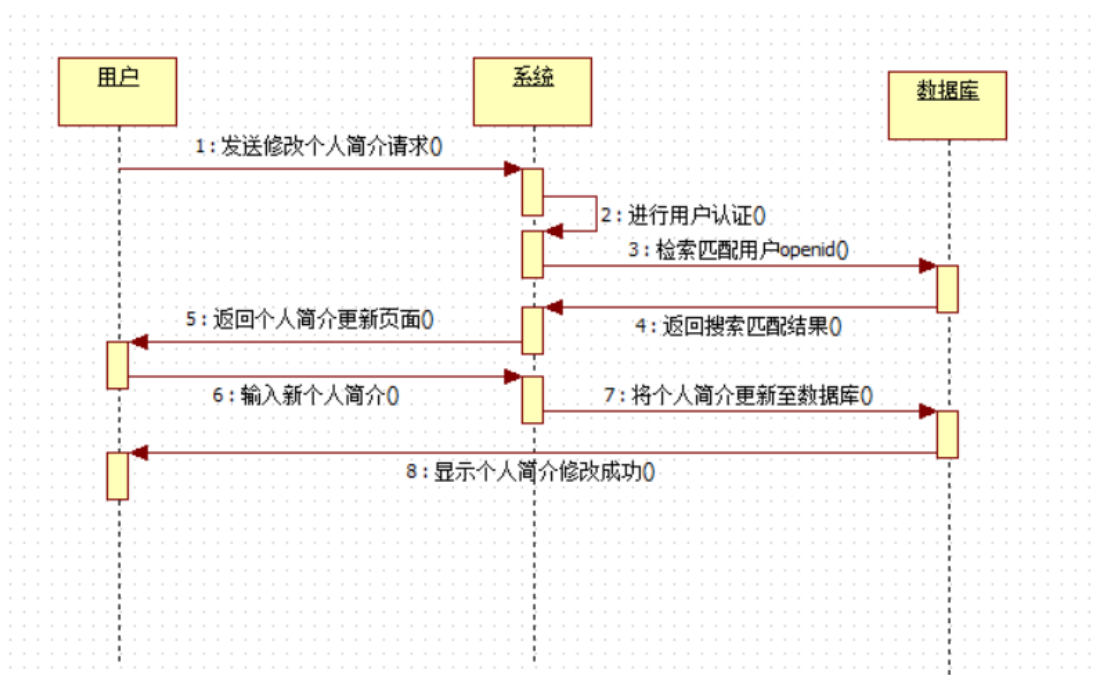 用户
系统
数据库
1:发送修改个人简介请求()
2:进行用户认证()
3:检索匹配用户openid()
5:返回个人简介更新页面()
4:返回搜索匹配结果()
6:输入新个人简介()
7:将个人简介更新至数据库()
8:显示个人简介修改成功()